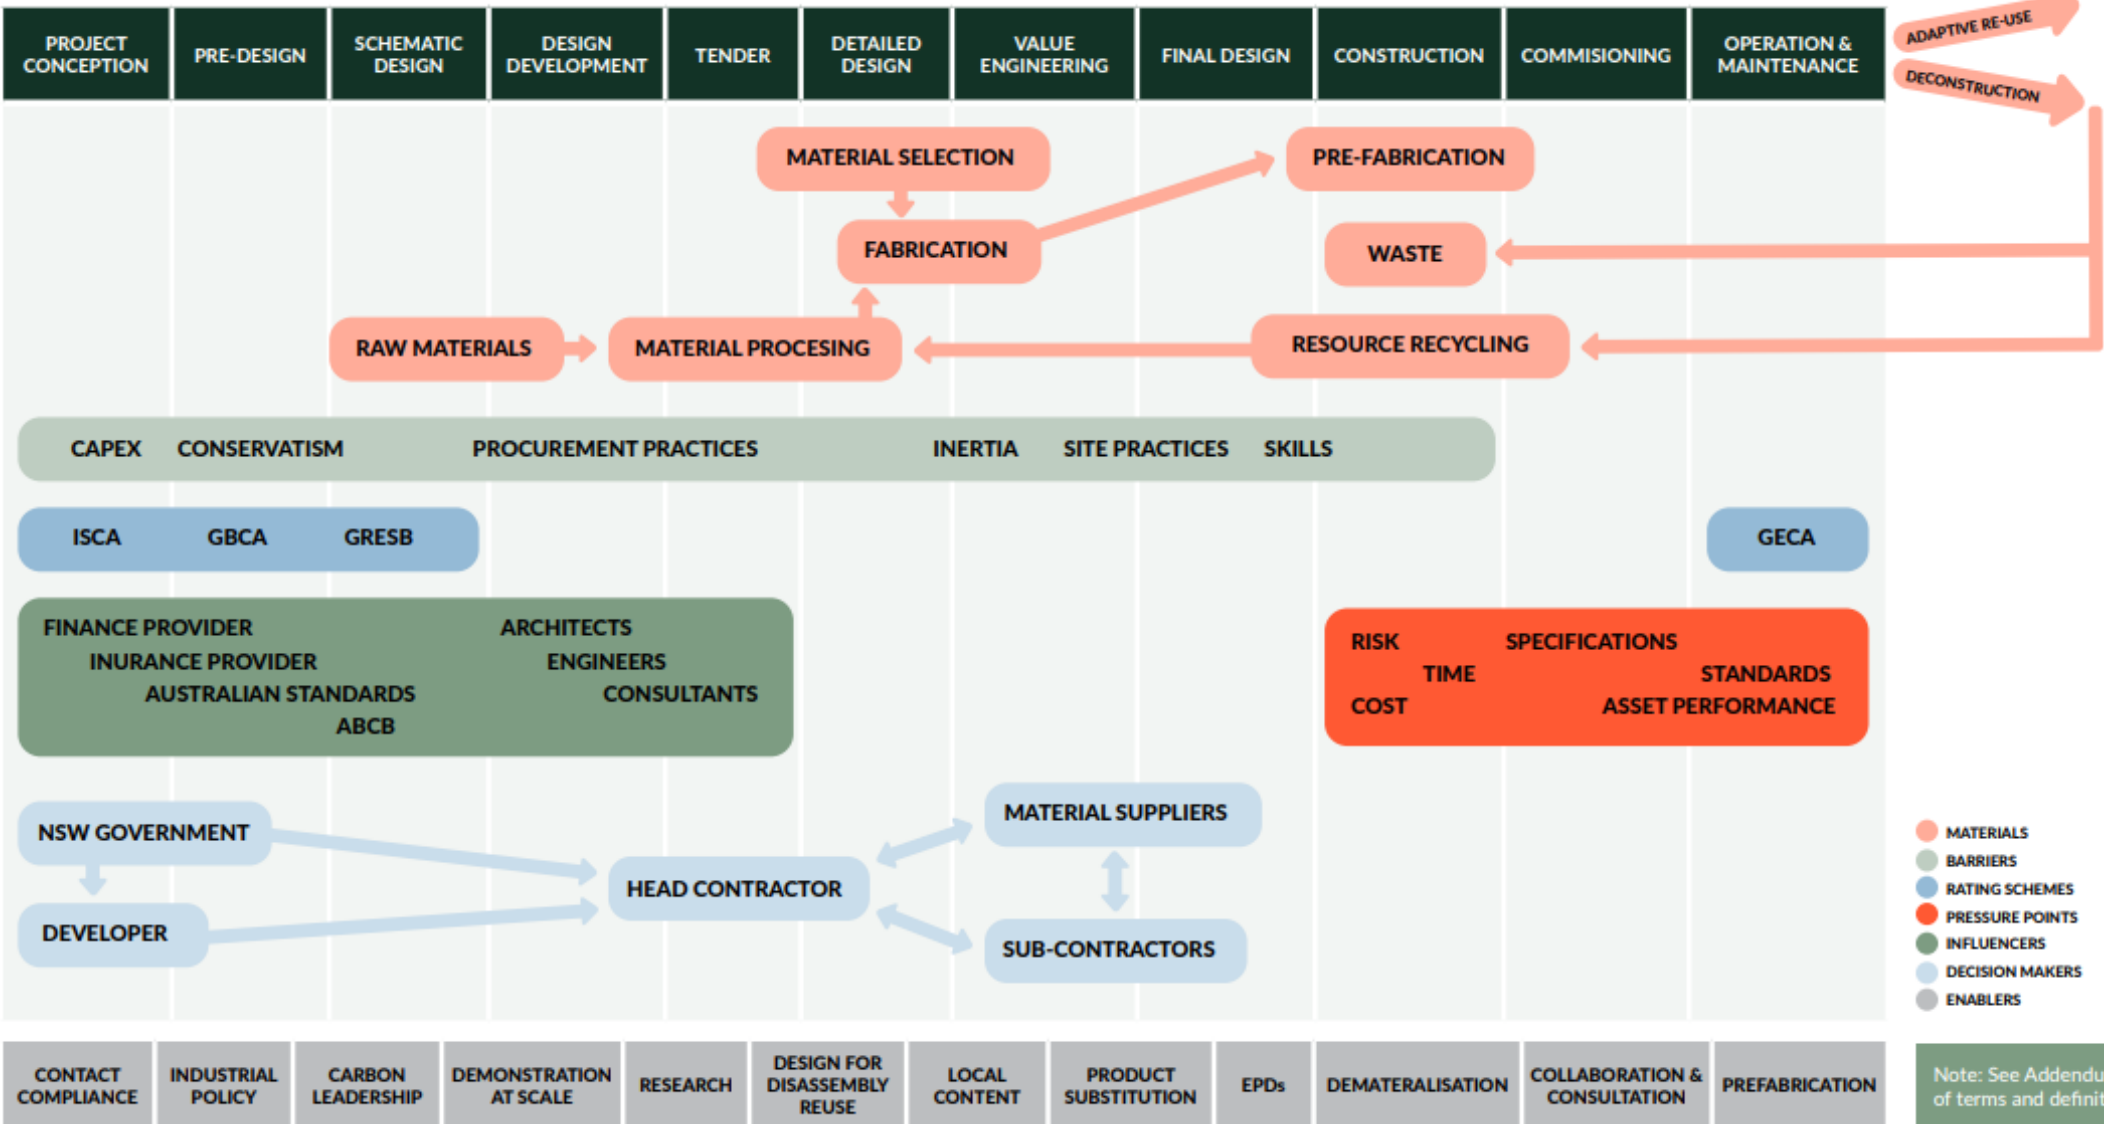 PROJECT
CONCEPTION
PRE-DESIGN
SCHEMATIC
DESIGN
DESIGN
DEVELOPMENT
TENDER
DETAILED
DESIGN
VALUE
ENGINEERING
FINAL DESIGN
CONSTRUCTION
COMMISIONING
OPERATION &
MAINTENANCE
ADAPTIVE RE-USE
DECONSTRUCTION
MATERIAL SELECTION
PRE-FABRICATION
FABRICATION
WASTE
RAW MATERIALS
MATERIAL PROCESING
RESOURCE RECYCLING
CAPEX CONSERVATISM PROCUREMENT PRACTICES INERTIA SITE PRACTICES SKILLS
ISCA GBCA GRESB
GECA
FINANCE PROVIDER
INURANCE PROVIDER
AUSTRALIAN STANDARDS
ABCB
ARCHITECTS
ENGINEERS
CONSULTANTS
RISK
TIME
COST
SPECIFICATIONS
STANDARDS
ASSET PERFORMANCE
NSW GOVERNMENT
DEVELOPER
HEAD CONTRACTOR
MATERIAL SUPPLIERS
SUB-CONTRACTORS
MATERIALS
BARRIERS
RATING SCHEMES
PRESSURE POINTS
INFLUENCERS
DECISION MAKERS
ENABLERS
CONTACT
COMPLIANCE
INDUSTRIAL
POLICY
CARBON
LEADERSHIP
DEMONSTRATION
AT SCALE
RESEARCH
DESIGN FOR
DISASSEMBLY
REUSE
LOCAL
CONTENT
PRODUCT
SUBSTITUTION
EPDs
DEMATERIALISATION
COLLABORATION &
CONSULTATION
PREFABRICATION
Note: See Addendu
of terms and definit